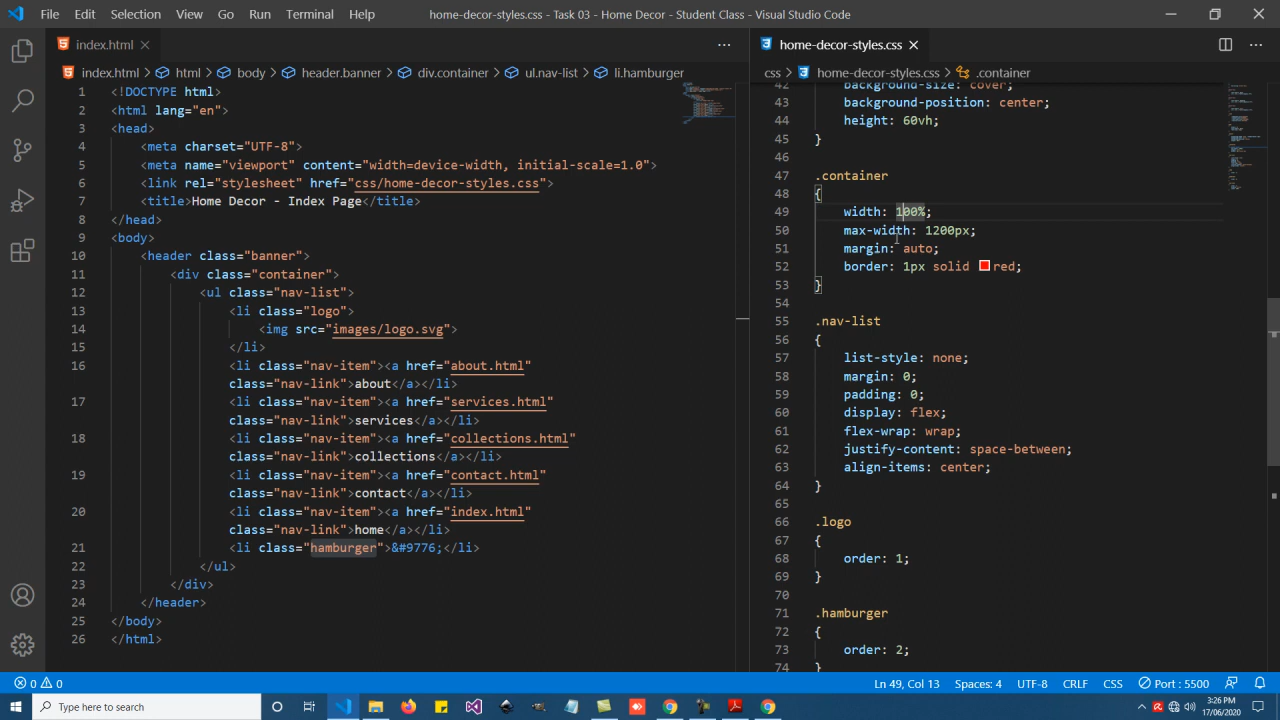 File Edit Selection View Go Run Terminal Help home-decor-styles.css - Task 03 - Home Decor - Student Class - Visual Studio Code
index.html
index.html html body header.banner div.container ul.nav-list li.hamburger
1 <!DOCTYPE html>
2 <html lang="en">
3 <head>
4 <meta charset="UTF-8">
5 <meta name="viewport" content="width=device-width, initial-scale=1.0">
6 <link rel="stylesheet" href="css/home-decor-styles.css">
7 <title>Home Decor - Index Page</title>
8 </head>
9 <body>
10 <header class="banner">
11 <div class="container">
12 <ul class="nav-list">
13 <li class="logo">
14 <img src="images/logo.svg">
15 </li>
16 <li class="nav-item"><a href="about.html"
class="nav-link">about</a></li>
17 <li class="nav-item"><a href="services.html"
class="nav-link">services</a></li>
18 <li class="nav-item"><a href="collections.html"
class="nav-link">collections</a></li>
19 <li class="nav-item"><a href="contact.html"
class="nav-link">contact</a></li>
20 <li class="nav-item"><a href="index.html"
class="nav-link">home</a></li>
21 <li class="hamburger">&#9776;</li>
22 </ul>
23 </div>
24 </header>
25 </body>
26 </html>
home-decor-styles.css
css home-decor-styles.css .container
42 background-size: cover;
43 background-position: center;
44 height: 60vh;
45 }
46
47 .container
48 {
49 width: 100%;
50 max-width: 1200px;
51 margin: auto;
52 border: 1px solid red;
53 }
54
55 .nav-list
56 {
57 list-style: none;
58 margin: 0;
59 padding: 0;
60 display: flex;
61 flex-wrap: wrap;
62 justify-content: space-between;
63 align-items: center;
64 }
65
66 .logo
67 {
68 order: 1;
69 }
70
71 .hamburger
72 {
73 order: 2;
74 }
0 0 Ln 49, Col 13 Spaces: 4 UTF-8 CRLF CSS Port : 5500
Type here to search
3:26 PM
17/06/2020